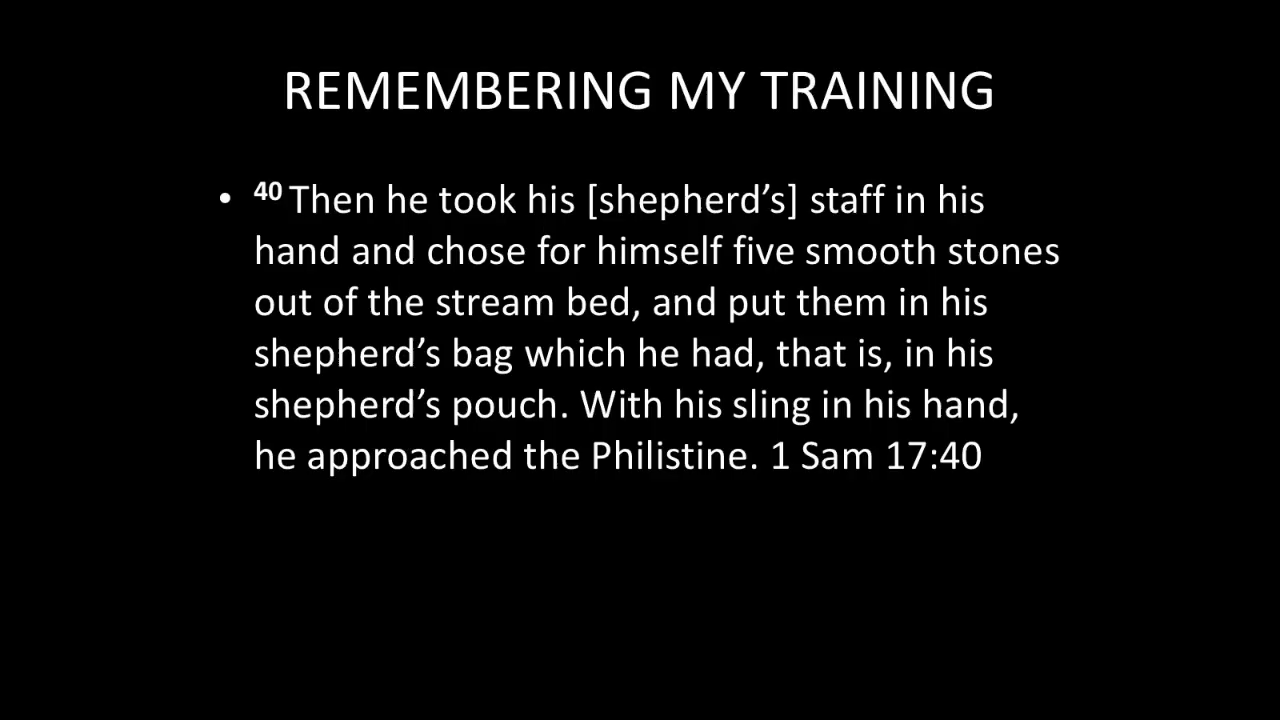 REMEMBERING MY TRAINING
• 40 Then he took his [shepherd’s] staff in his
hand and chose for himself five smooth stones
out of the stream bed, and put them in his
shepherd’s bag which he had, that is, in his
shepherd’s pouch. With his sling in his hand,
he approached the Philistine. 1 Sam 17:40